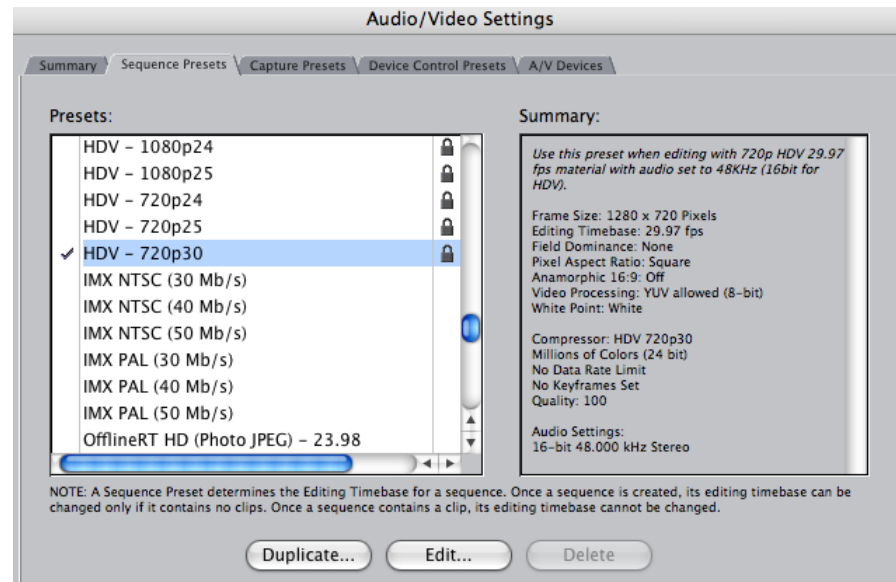 Audio/Video Settings
Summary
Sequence Presets
Capture Presets
Device Control Presets
A/V Devices
Presets:
HDV – 1080p24
HDV – 1080p25
HDV – 720p24
HDV – 720p25
HDV – 720p30
IMX NTSC (30 Mb/s)
IMX NTSC (40 Mb/s)
IMX NTSC (50 Mb/s)
IMX PAL (30 Mb/s)
IMX PAL (40 Mb/s)
IMX PAL (50 Mb/s)
OfflineRT HD (Photo JPEG) – 23.98
Summary:
Use this preset when editing with 720p HDV 29.97
fps material with audio set to 48KHz (16bit for
HDV).
Frame Size: 1280 x 720 Pixels
Editing Timebase: 29.97 fps
Field Dominance: None
Pixel Aspect Ratio: Square
Anamorphic 16:9: Off
Video Processing: YUV allowed (8-bit)
White Point: White
Compressor: HDV 720p30
Millions of Colors (24 bit)
No Data Rate Limit
No Keyframes Set
Quality: 100
Audio Settings:
16-bit 48.000 kHz Stereo
NOTE: A Sequence Preset determines the Editing Timebase for a sequence. Once a sequence is created, its editing timebase can be
changed only if it contains no clips. Once a sequence contains a clip, its editing timebase cannot be changed.
Duplicate...
Edit...
Delete